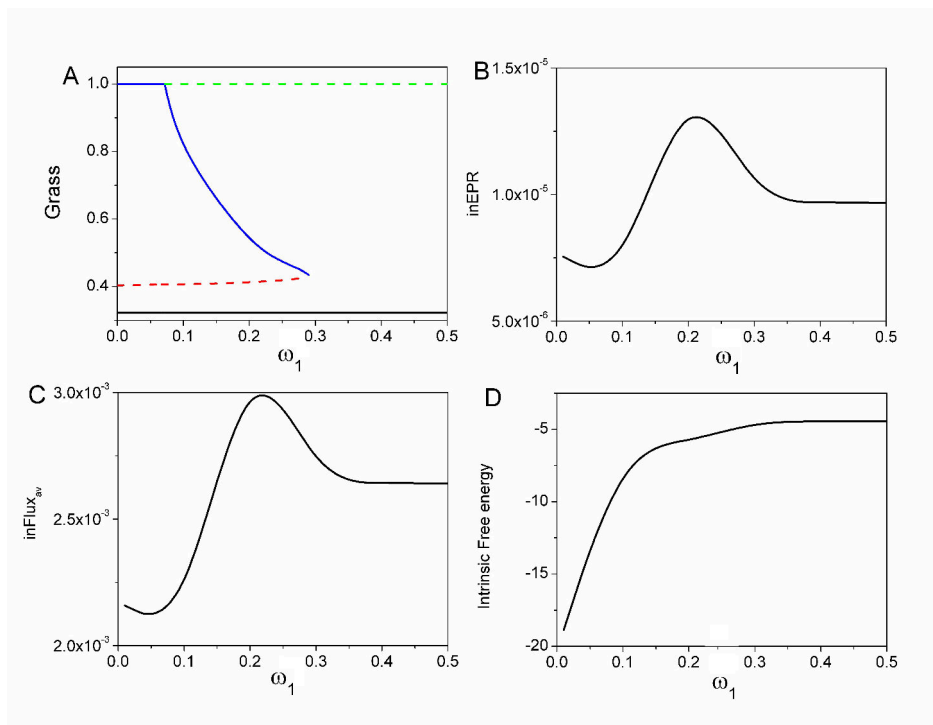 A
1.0
0.8
0.6
0.4
Grass
0.0 0.1 0.2 0.3 0.4 0.5
ω1
B
1.5x10-5
1.0x10-5
5.0x10-6
inEPR
0.0 0.1 0.2 0.3 0.4 0.5
ω1
C
3.0x10-3
2.5x10-3
2.0x10-3
inFluxav
0.0 0.1 0.2 0.3 0.4 0.5
ω1
D
-5
-10
-15
-20
Intrinsic Free energy
0.0 0.1 0.2 0.3 0.4 0.5
ω1